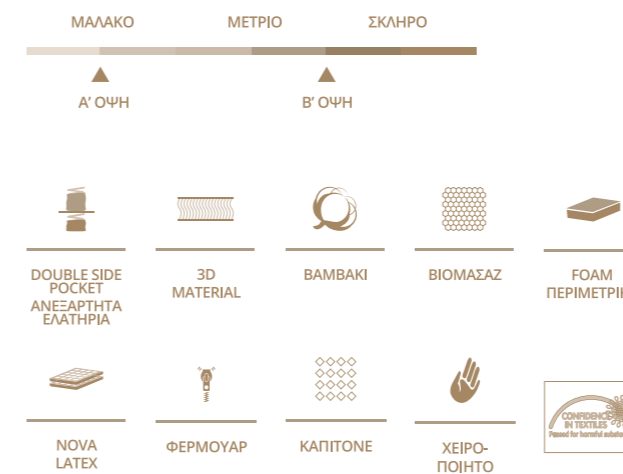 ΜΑΛΑΚΟ ΜΕΤΡΙΟ ΣΚΛΗΡΟ
Α’ ΟΨΗ Β’ ΟΨΗ
DOUBLE SIDE
POCKET
ΑΝΕΞΑΡΤΗΤΑ
ΕΛΑΤΗΡΙΑ
3D
MATERIAL
ΒΑΜΒΑΚΙ
ΒΙΟΜΑΣΑΖ
FOAM
NOVA
LATEX
ΦΕΡΜΟΥΑΡ
ΚΑΠΙΤΟΝΕ
ΧΕΙΡΟ-
ΠΟΙΗΤΟ
CONFIDENCE
IN TEXTILES
Passed for harmful